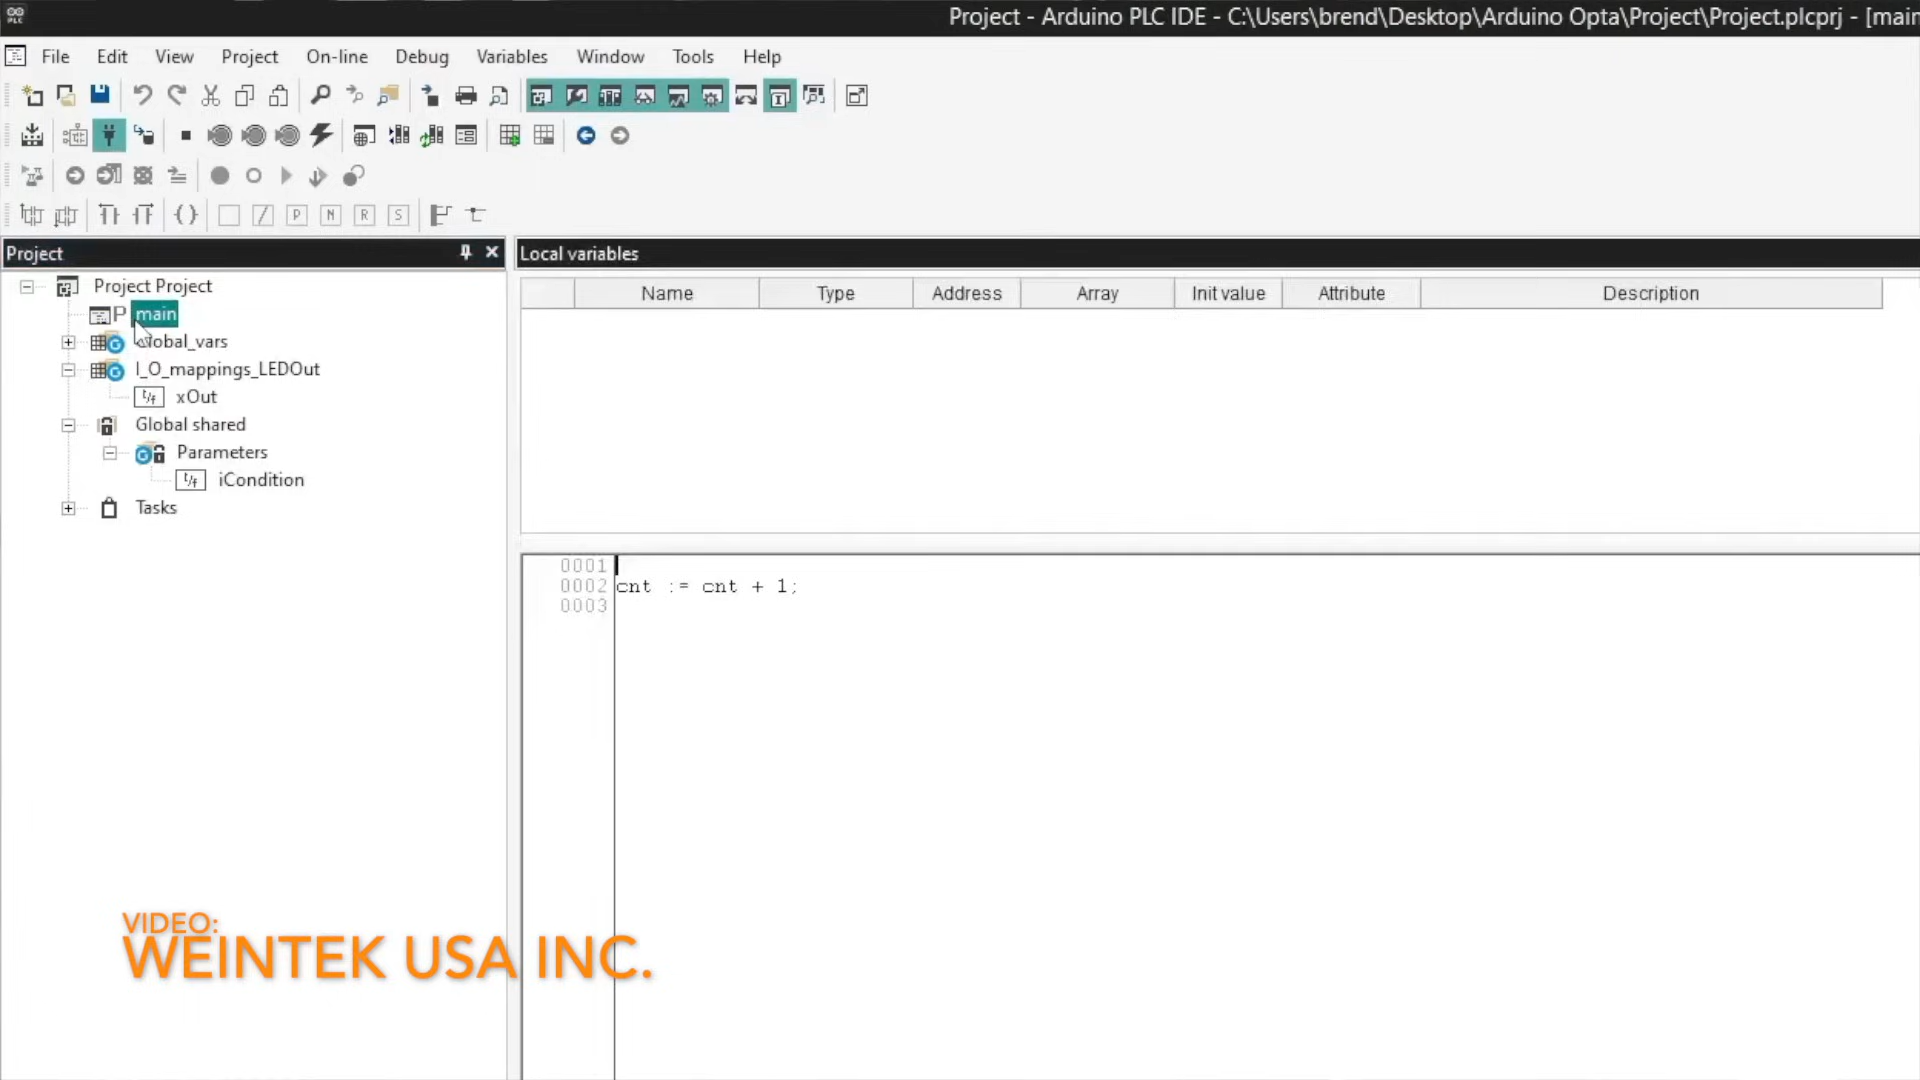 PLC
Project - Arduino PLC IDE - C:\Users\brend\Desktop\Arduino Opta\Project\Project.plcprj - [main
File Edit View Project On-line Debug Variables Window Tools Help
P N R S
Project
Local variables
Project Project
P main
Global_vars
I_O_mappings_LEDOut
xOut
Global shared
Parameters
iCondition
Tasks
Name Type Address Array Init value Attribute Description
0001
0002 cnt := cnt + 1;
0003
VIDEO:
WEINTEK USA INC.